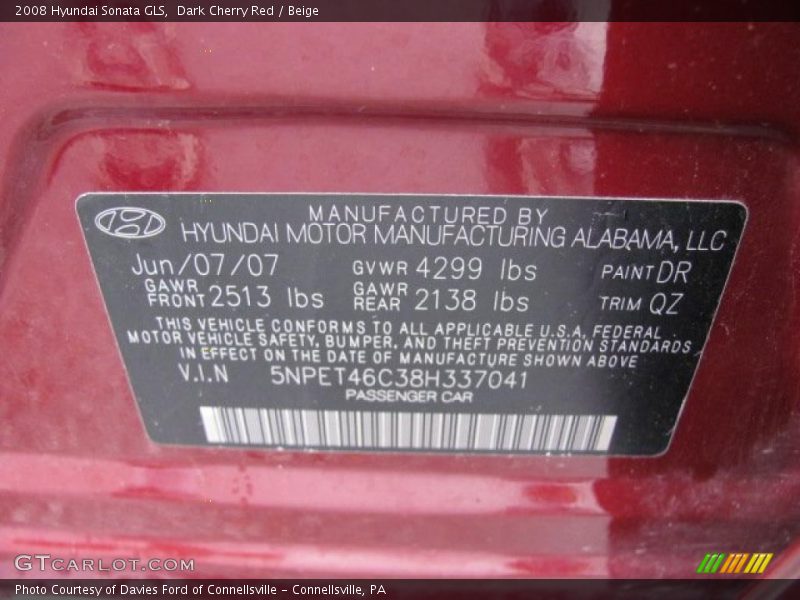 2008 Hyundai Sonata GLS, Dark Cherry Red / Beige
MANUFACTURED BY
HYUNDAI MOTOR MANUFACTURING ALABAMA, LLC
Jun/07/07 GVWR 4299 lbs PAINT DR
GAWR FRONT 2513 lbs GAWR REAR 2138 lbs TRIM QZ
THIS VEHICLE CONFORMS TO ALL APPLICABLE U.S.A. FEDERAL
MOTOR VEHICLE SAFETY, BUMPER, AND THEFT PREVENTION STANDARDS
IN EFFECT ON THE DATE OF MANUFACTURE SHOWN ABOVE
V.I.N 5NPET46C38H337041
PASSENGER CAR
GTCARLOT.COM
Photo Courtesy of Davies Ford of Connellsville - Connellsville, PA